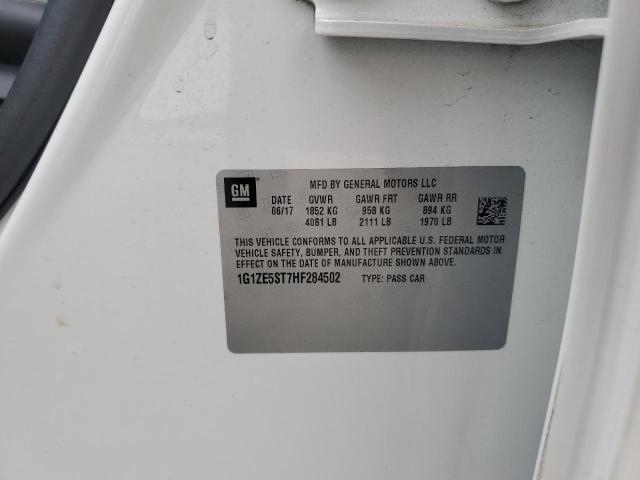 GM
MFD BY GENERAL MOTORS LLC
DATE GVWR GAWR FRT GAWR RR
06/17 1852 KG 958 KG 894 KG
4081 LB 2111 LB 1970 LB
THIS VEHICLE CONFORMS TO ALL APPLICABLE U.S. FEDERAL MOTOR
VEHICLE SAFETY, BUMPER, AND THEFT PREVENTION STANDARDS IN
EFFECT ON THE DATE OF MANUFACTURE SHOWN ABOVE.
1G1ZE5ST7HF284502 TYPE: PASS CAR